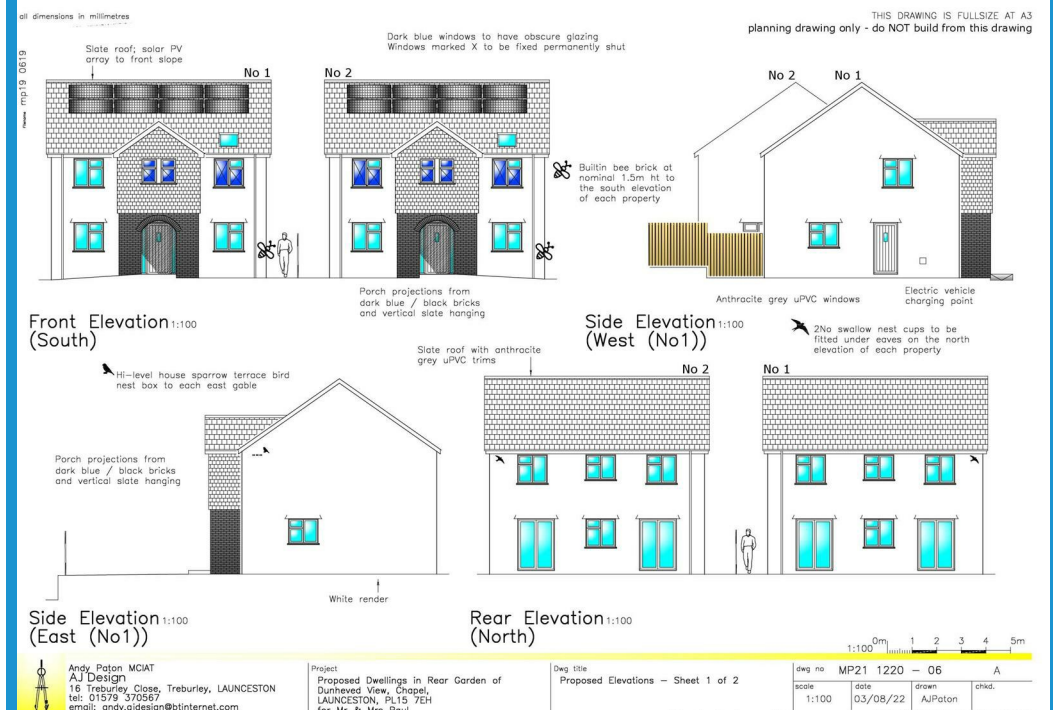 all dimensions in millimetres
THIS DRAWING IS FULLSIZE AT A3
planning drawing only - do NOT build from this drawing
Filename mp19 0619
Slate roof; solar PV
array to front slope
No 1
No 2
Dark blue windows to have obscure glazing
Windows marked X to be fixed permanently shut
No 2
No 1
Builtin bee brick at
nominal 1.5m ht to
the south elevation
of each property
Porch projections from
dark blue / black bricks
and vertical slate hanging
Anthracite grey uPVC windows
Electric vehicle
charging point
Front Elevation 1:100
(South)
Side Elevation 1:100
(West (No1))
2No swallow nest cups to be
fitted under eaves on the north
elevation of each property
Hi-level house sparrow terrace bird
nest box to each east gable
Slate roof with anthracite
grey uPVC trims
No 2
No 1
Porch projections from
dark blue / black bricks
and vertical slate hanging
White render
Side Elevation 1:100
(East (No1))
Rear Elevation 1:100
(North)
1:100 0m 1 2 3 4 5m
Andy Paton MCIAT
AJ Design
16 Treburley Close, Treburley, LAUNCESTON
tel: 01579 370567
email: andy.ajdesign@btinternet.com
Project
Proposed Dwellings in Rear Garden of
Dunheved View, Chapel,
LAUNCESTON, PL15 7EH
for Mr & Mrs Paul
Dwg title
Proposed Elevations - Sheet 1 of 2
dwg no MP21 1220 - 06 A
scale date drawn chkd.
1:100 03/08/22 AJPaton